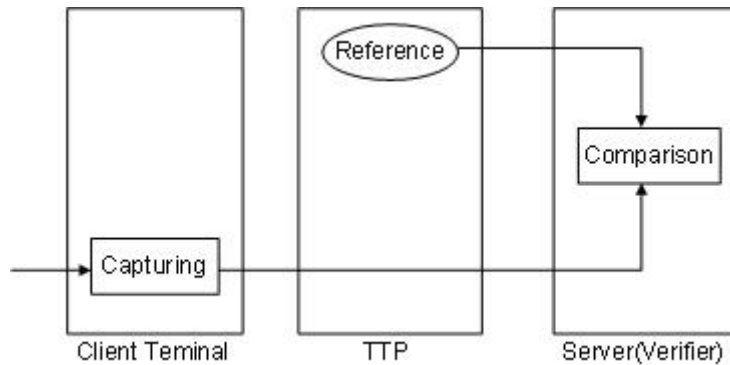 Reference
Comparison
Capturing
Client Teminal
TTP
Server(Verifier)